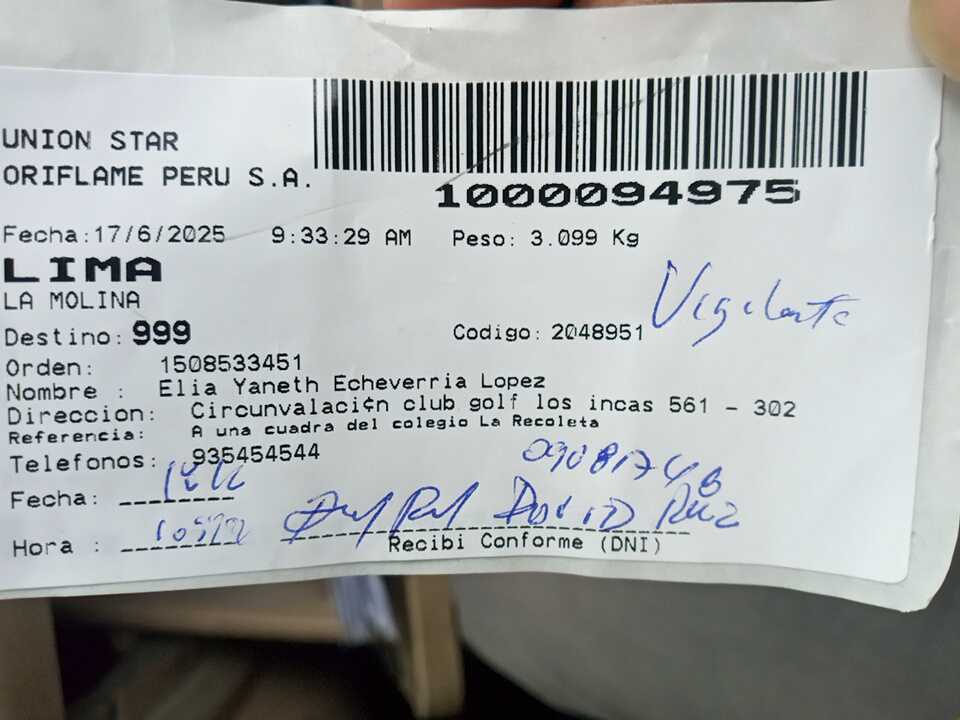 UNION STAR
ORIFLAME PERU S.A.
1000094975
Fecha:17/6/2025 9:33:29 AM Peso: 3.099 Kg
LIMA
LA MOLINA
Vigilante
Destino: 999 Codigo: 2048951
Orden: 1508533451
Nombre : Elia Yaneth Echeverria Lopez
Direccion: Circunvalaci¢n club golf los incas 561 - 302
Referencia: A una cuadra del colegio La Recoleta
Telefonos: 935454544
Fecha:
David Ruiz
Hora :
Recibi Conforme (DNI)